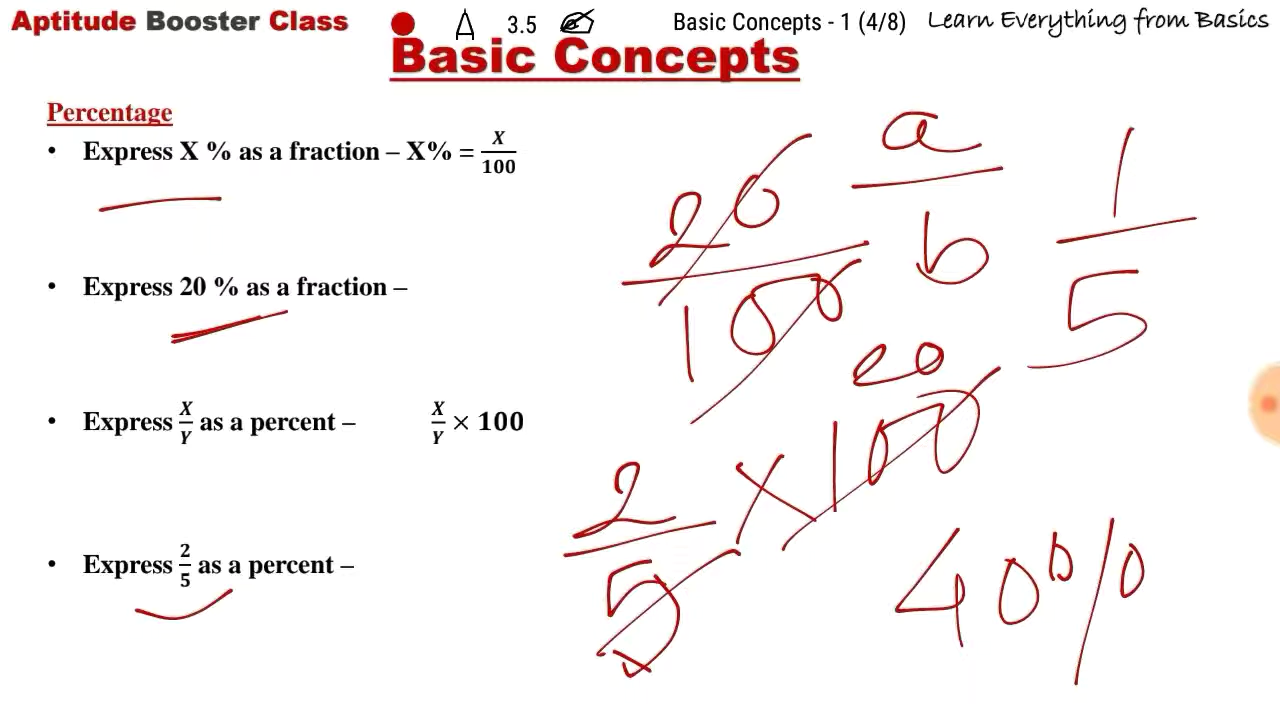 Aptitude Booster Class 3.5 Basic Concepts - 1 (4/8) Learn Everything from Basics
Basic Concepts
Percentage
• Express X % as a fraction – X% = X/100
• Express 20 % as a fraction –
20/100
a/b
1/5
• Express X/Y as a percent – X/Y × 100
• Express 2/5 as a percent –
2/5 × 100
20
40%